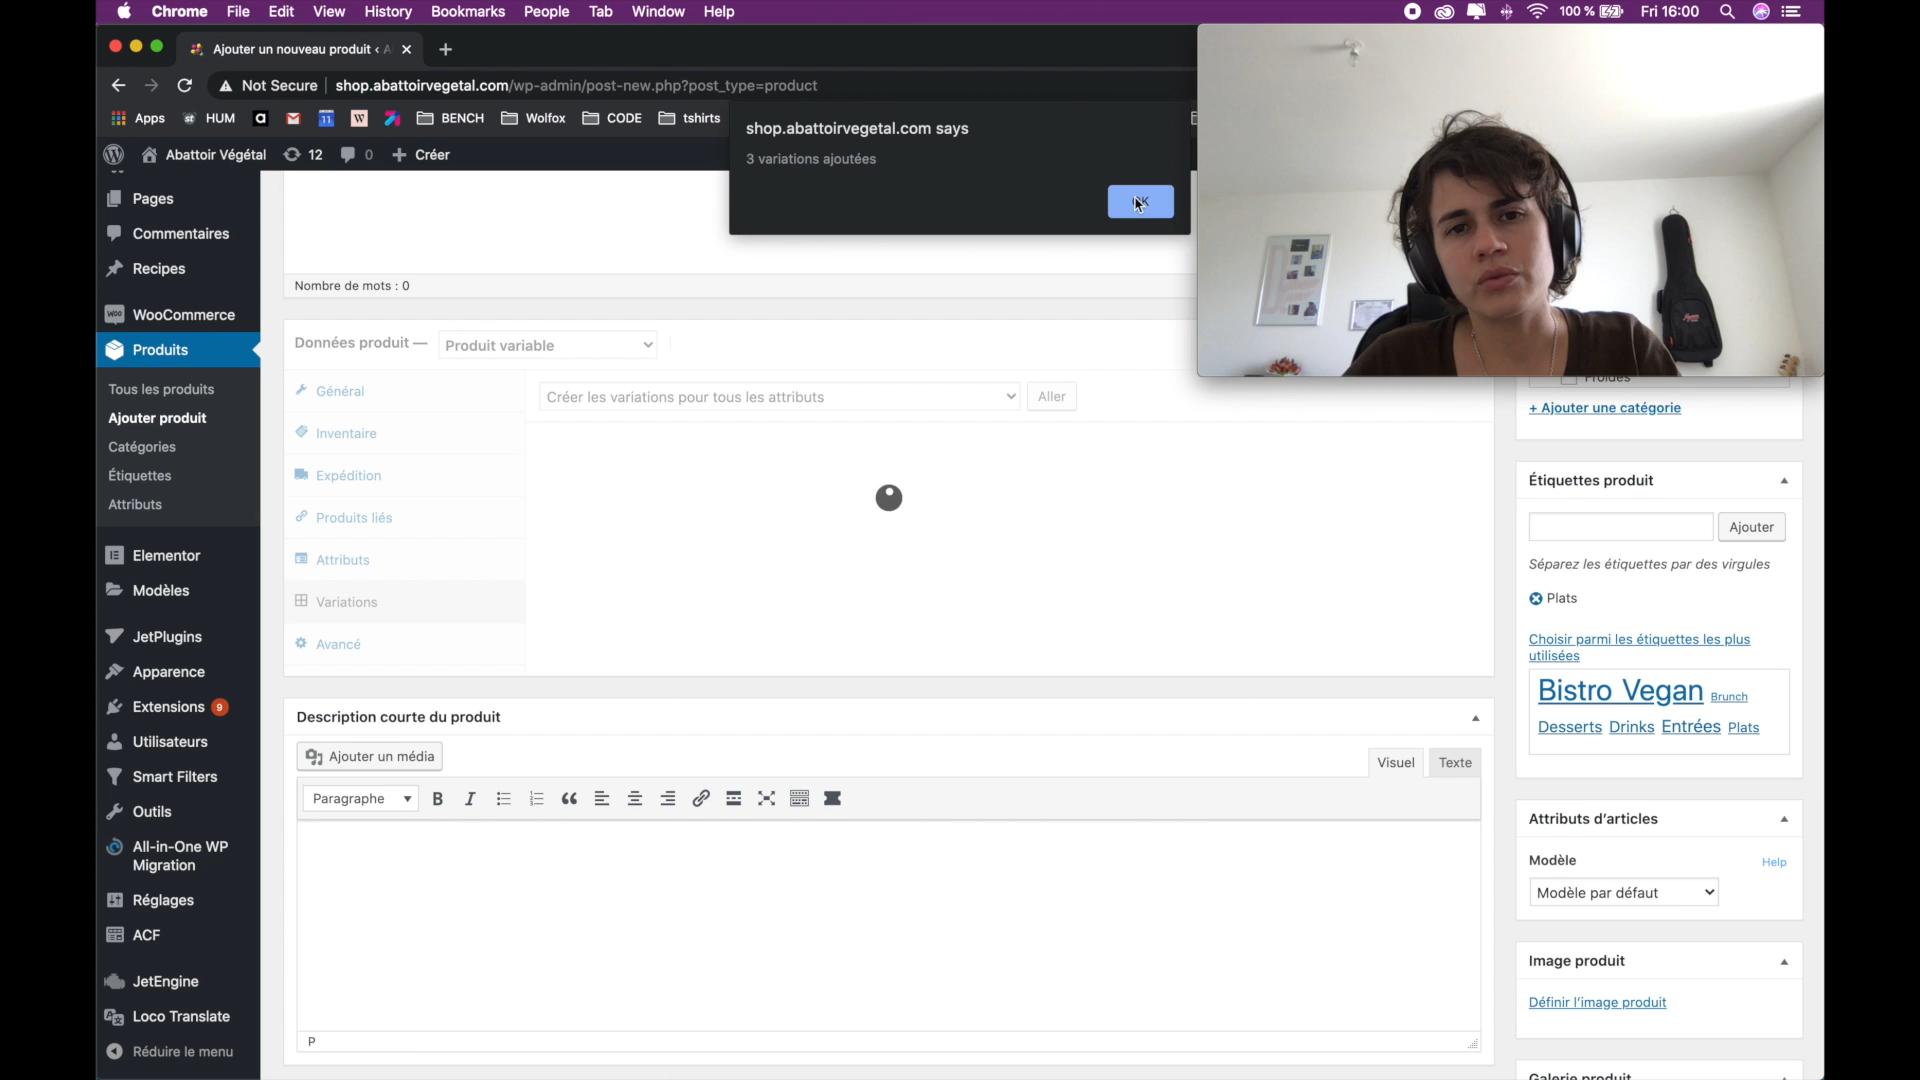 Chrome File Edit View History Bookmarks People Tab Window Help
100 % Fri 16:00
Ajouter un nouveau produit ‹ A
Not Secure shop.abattoirvegetal.com/wp-admin/post-new.php?post_type=product
Apps HUM BENCH Wolfox CODE tshirts
shop.abattoirvegetal.com says
3 variations ajoutées
OK
Abattoir Végétal 12 0 Créer
Pages
Commentaires
Recipes
WooCommerce
Produits
Tous les produits
Ajouter produit
Catégories
Étiquettes
Attributs
Elementor
Modèles
JetPlugins
Apparence
Extensions 9
Utilisateurs
Smart Filters
Outils
All-in-One WP
Migration
Réglages
ACF
JetEngine
Loco Translate
Réduire le menu
Nombre de mots : 0
Données produit — Produit variable
Général
Inventaire
Expédition
Produits liés
Attributs
Variations
Avancé
Créer les variations pour tous les attributs Aller
Description courte du produit
Ajouter un média
Visuel Texte
Paragraphe
P
Froides
+ Ajouter une catégorie
Étiquettes produit
Ajouter
Séparez les étiquettes par des virgules
Plats
Choisir parmi les étiquettes les plus
utilisées
Bistro Vegan Brunch
Desserts Drinks Entrées Plats
Attributs d’articles
Modèle Help
Modèle par défaut
Image produit
Définir l’image produit
Galerie produit